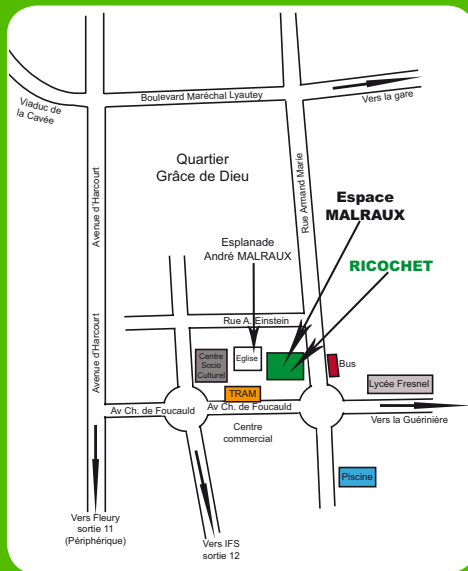 Viaduc de
la Cavée
Boulevard Maréchal Lyautey
Vers la gare
Avenue d'Harcourt
Quartier
Grâce de Dieu
Rue Armand Marie
Espace
MALRAUX
Esplanade
André MALRAUX
RICOCHET
Avenue d'Harcourt
Rue A. Einstein
Centre
Socio
Culturel
Eglise
Bus
Lycée Fresnel
TRAM
Av Ch. de Foucauld
Av Ch. de Foucauld
Vers la Guérinière
Centre
commercial
Piscine
Vers Fleury
sortie 11
(Périphérique)
Vers IFS
sortie 12